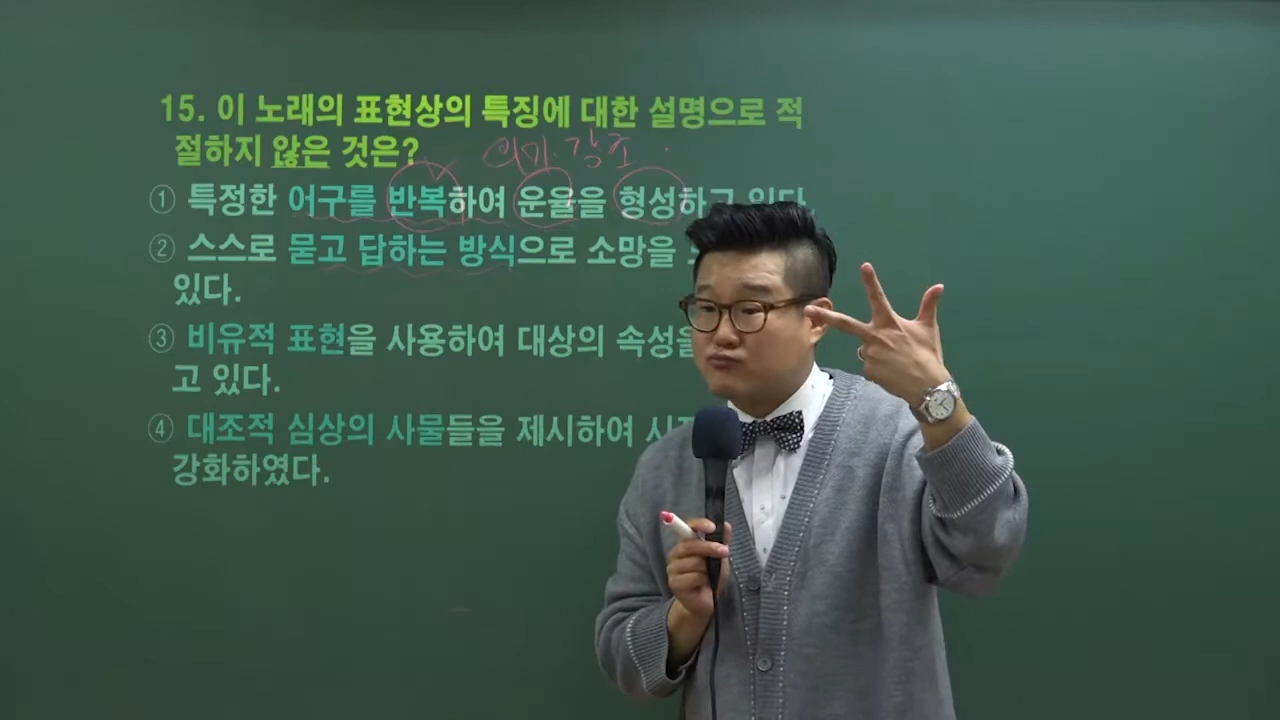 15. 이 노래의 표현상의 특징에 대한 설명으로 적
절하지 않은 것은?
의미 강조
① 특정한 어구를 반복하여 운율을 형성하고 있다.
② 스스로 묻고 답하는 방식으로 소망을
있다.
③ 비유적 표현을 사용하여 대상의 속성을
고 있다.
④ 대조적 심상의 사물들을 제시하여
강화하였다.